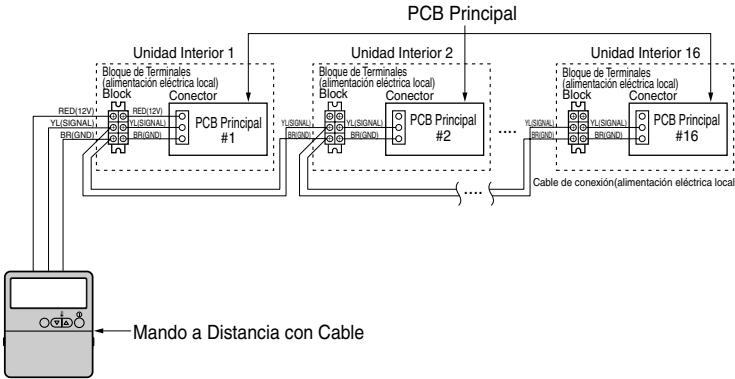 PCB Principal
Unidad Interior 1
Bloque de Terminales
(alimentación eléctrica local)
Block
Conector
RED(12V)
YL(SIGNAL)
BR(GND)
RED(12V)
YL(SIGNAL)
BR(GND)
PCB Principal
#1
Unidad Interior 2
Bloque de Terminales
(alimentación eléctrica local)
Block
Conector
YL(SIGNAL)
BR(GND)
YL(SIGNAL)
BR(GND)
PCB Principal
#2
....
Unidad Interior 16
Bloque de Terminales
(alimentación eléctrica local)
Block
Conector
YL(SIGNAL)
BR(GND)
YL(SIGNAL)
BR(GND)
PCB Principal
#16
....
Cable de conexión(alimentación eléctrica local
Mando a Distancia con Cable